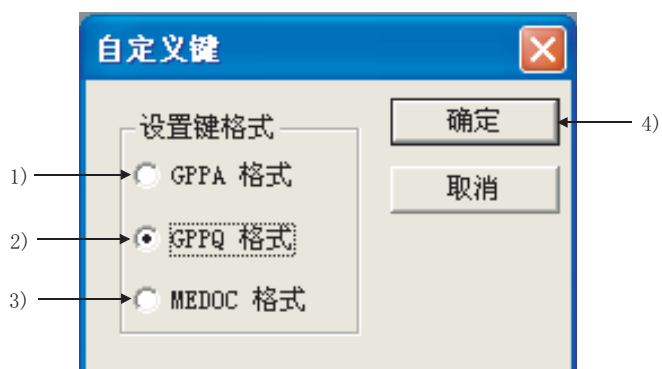 自定义键
设置键格式
确定
4)
1)
GPPA 格式
取消
2)
GPPQ 格式
3)
MEDOC 格式